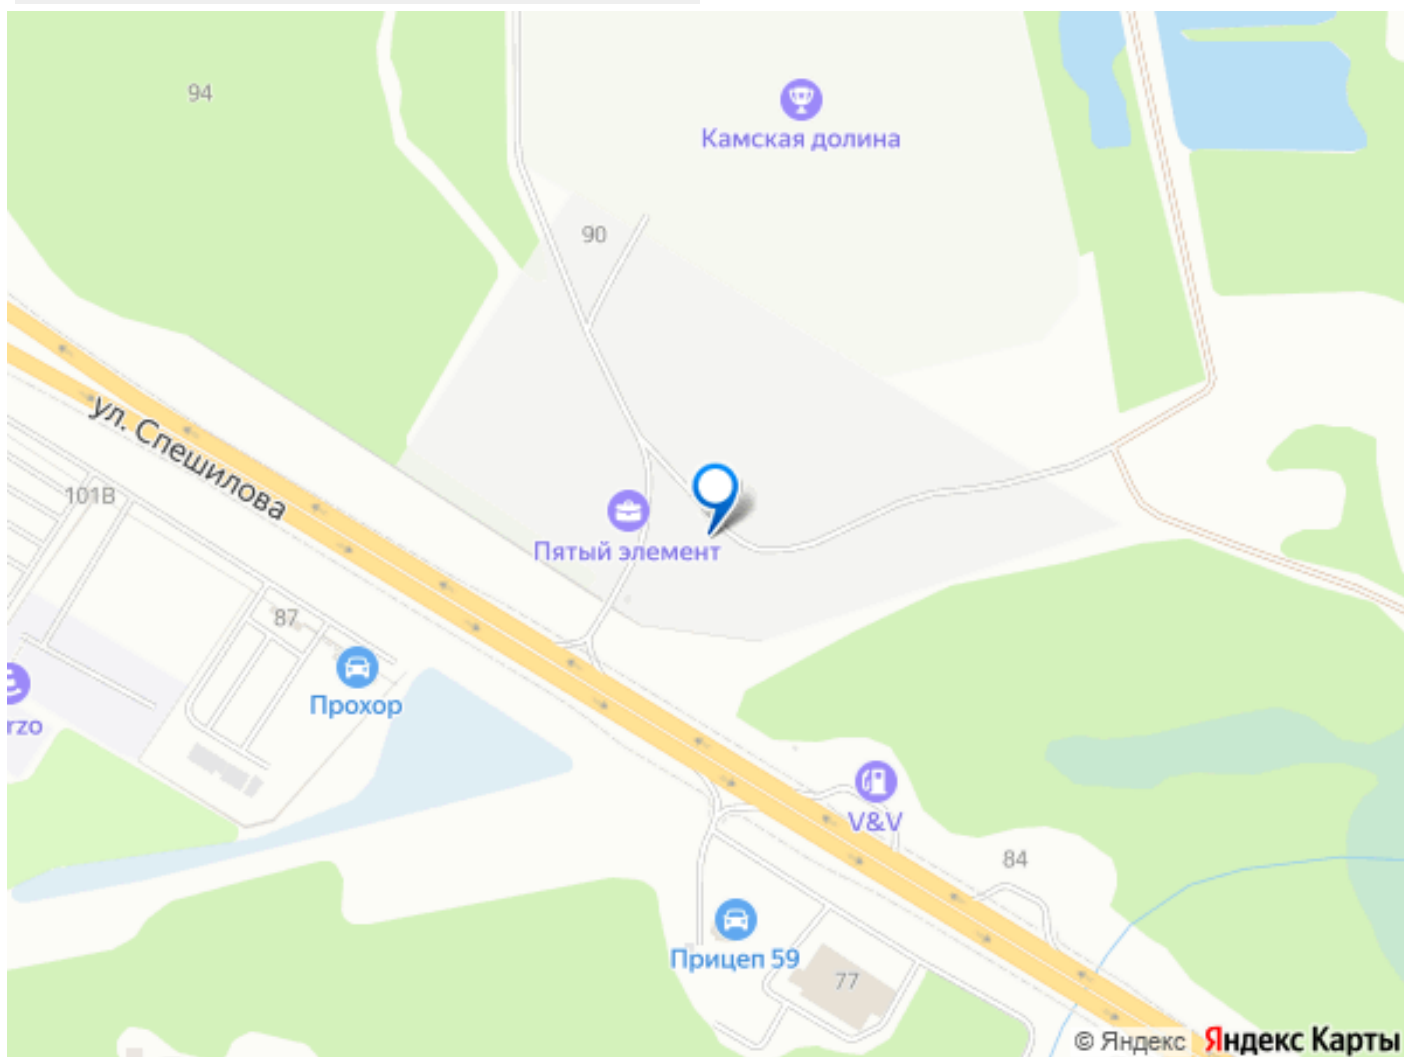 94
Камская долина
90
ул. Спешилова
101В
Пятый элемент
87
Прохор
rzo
V&V
84
Прицеп 59
77
© Яндекс Яндекс Карты